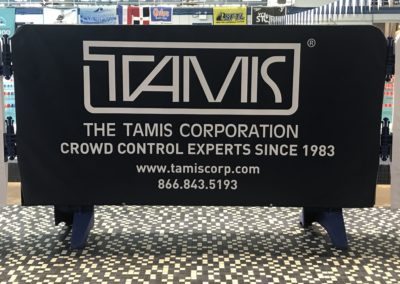 TAMIS ®
THE TAMIS CORPORATION
CROWD CONTROL EXPERTS SINCE 1983
www.tamiscorp.com
866.843.5193